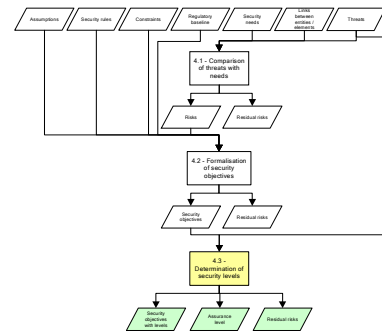 Assumptions
Security rules
Constraints
Regulatory
baseline
Security
needs
Links
between
entities /
elements
Threats
4.1 - Comparison
of threats with
needs
Risks
Residual risks
4.2 - Formalisation
of security
objectives
Security
objectives
Residual risks
4.3 -
Determination of
security levels
Security
objectives
with levels
Assurance
level
Residual risks